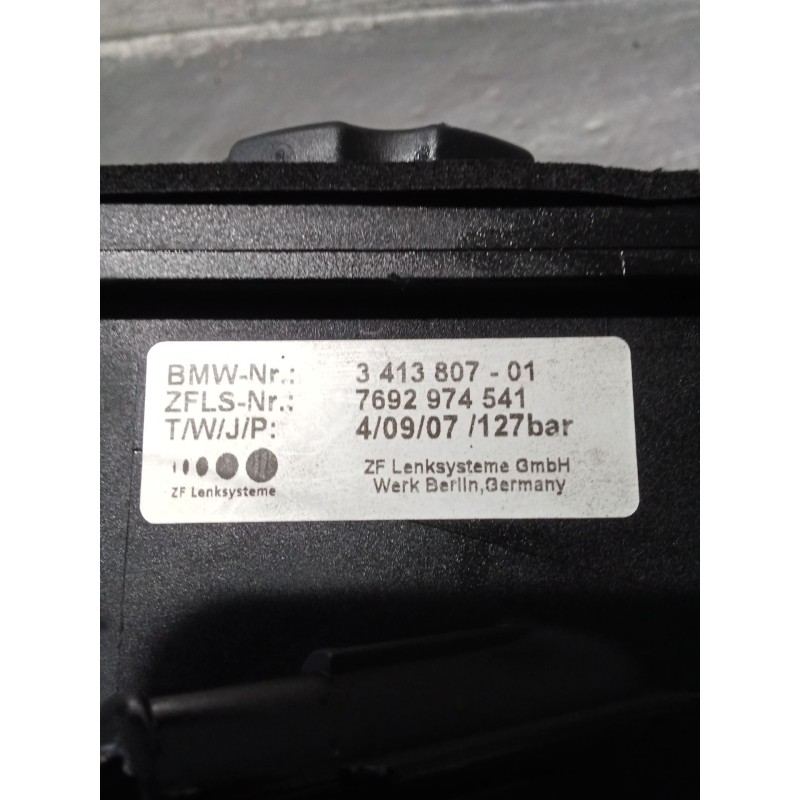 BMW-Nr.: 3 413 807 - 01
ZFLS-Nr.: 7692 974 541
T/W/J/P: 4/09/07 /127bar
ZF Lenksysteme GmbH
Werk Berlin,Germany
ZF Lenksysteme